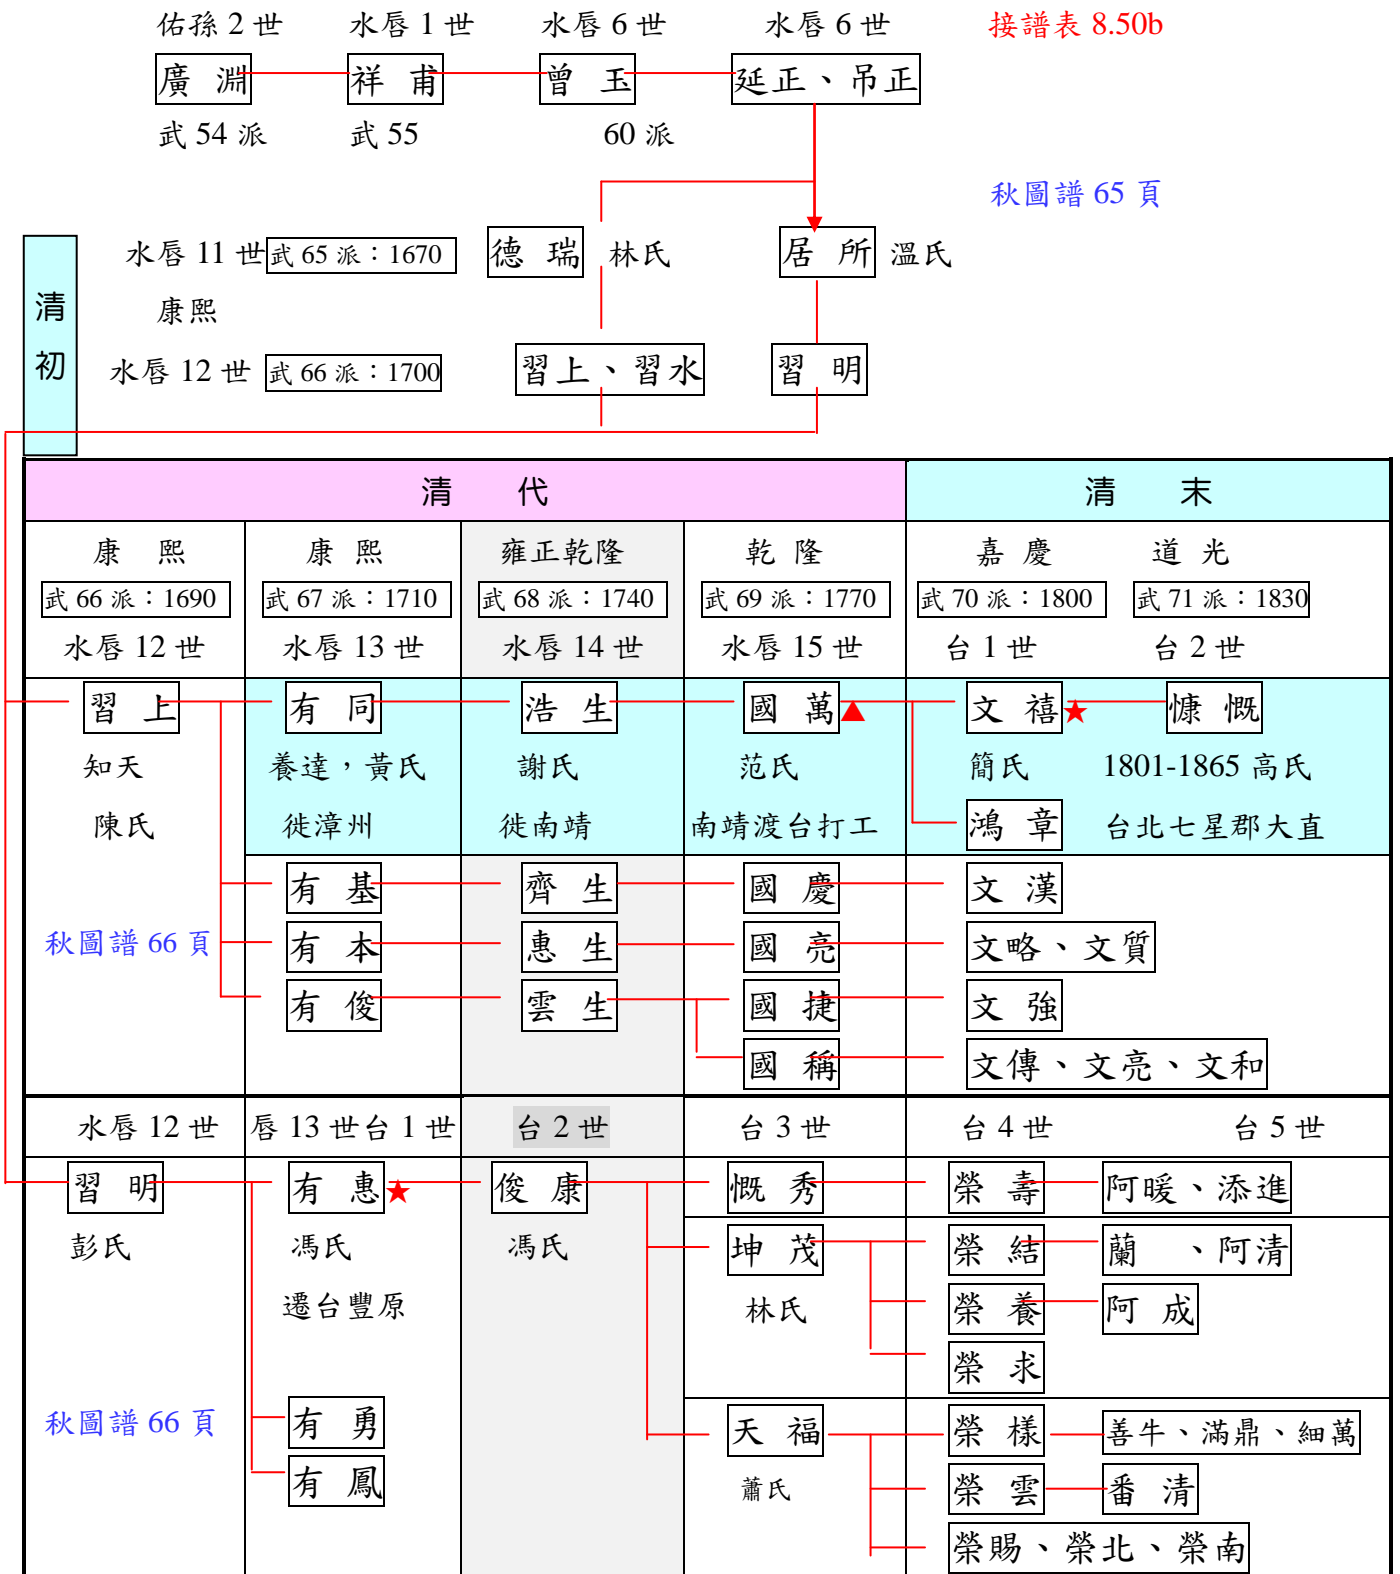 佑孫 2 世 水唇 1 世 水唇 6 世 水唇 6 世 接譜表 8.50b
廣 淵 祥 甫 曾 玉 延正、吊正
武 54 派 武 55 60 派
秋圖譜 65 頁
水唇 11 世 武 65 派：1670 德 瑞 林氏 居 所 溫氏
康熙
清初
水唇 12 世 武 66 派：1700 習上、習水 習 明
清 代 清 末
康 熙 康 熙 雍正乾隆 乾 隆 嘉 慶 道 光
武 66 派：1690 武 67 派：1710 武 68 派：1740 武 69 派：1770 武 70 派：1800 武 71 派：1830
水唇 12 世 水唇 13 世 水唇 14 世 水唇 15 世 台 1 世 台 2 世
習 上 有 同 浩 生 國 萬▲ 文 禧★ 慷 慨
知天 養達，黃氏 謝氏 范氏 簡氏 1801-1865 高氏
陳氏 徙漳州 徙南靖 南靖渡台打工 鴻 章 台北七星郡大直
有 基 齊 生 國 慶 文 漢
秋圖譜 66 頁 有 本 惠 生 國 亮 文略、文質
有 俊 雲 生 國 捷 文 強
國 稱 文傳、文亮、文和
水唇 12 世 唇 13 世台 1 世 台 2 世 台 3 世 台 4 世 台 5 世
習 明 有 惠★ 俊 康 慨 秀 榮 壽 阿暖、添進
彭氏 馮氏 馮氏 坤 茂 榮 結 蘭 、阿清
遷台豐原 林氏 榮 養 阿 成
榮 求
秋圖譜 66 頁 有 勇 天 福 榮 樣 善牛、滿鼎、細萬
有 鳳 蕭氏 榮 雲 番 清
榮賜、榮北、榮南